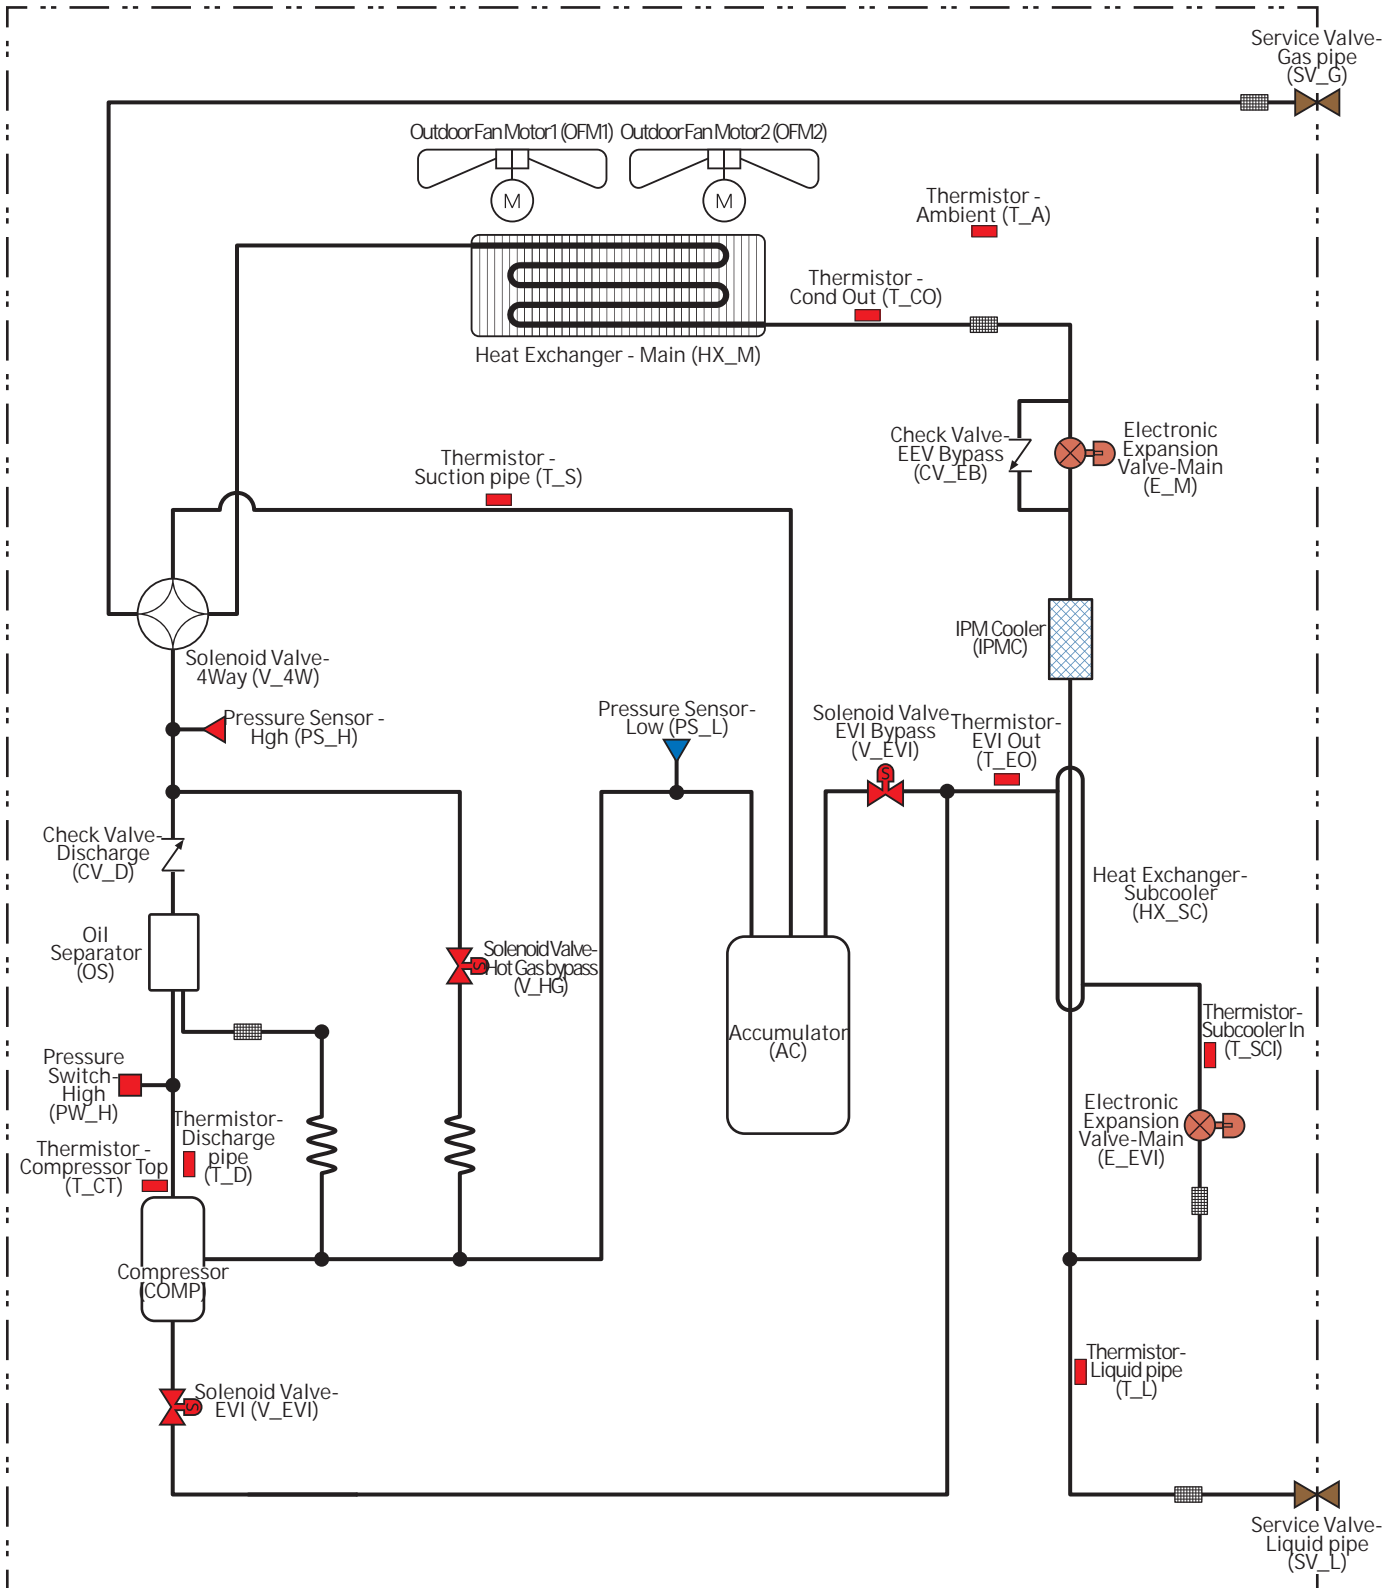 Service Valve-
Gas pipe
(SV_G)
Outdoor Fan Motor1 (OFM1)
Outdoor Fan Motor2 (OFM2)
M
M
Thermistor -
Ambient (T_A)
Thermistor -
Cond Out (T_CO)
Heat Exchanger - Main (HX_M)
Check Valve-
EEV Bypass
(CV_EB)
Electronic
Expansion
Valve-Main
(E_M)
Thermistor -
Suction pipe (T_S)
IPM Cooler
(IPMC)
Solenoid Valve-
4Way (V_4W)
Pressure Sensor -
Hgh (PS_H)
Pressure Sensor-
Low (PS_L)
Solenoid Valve
EVI Bypass
(V_EVI)
S
Thermistor-
EVI Out
(T_EO)
Check Valve-
Discharge
(CV_D)
Heat Exchanger-
Subcooler
(HX_SC)
Oil
Separator
(OS)
Solenoid Valve-
Hot Gas bypass
(V_HG)
S
Accumulator
(AC)
Thermistor-
Subcooler In
(T_SCI)
Pressure
Switch-
High
(PW_H)
Thermistor-
Discharge
pipe
(T_D)
Electronic
Expansion
Valve-Main
(E_EVI)
Thermistor -
Compressor Top
(T_CT)
Compressor
(COMP)
Thermistor-
Liquid pipe
(T_L)
Solenoid Valve-
EVI (V_EVI)
S
Service Valve-
Liquid pipe
(SV_L)